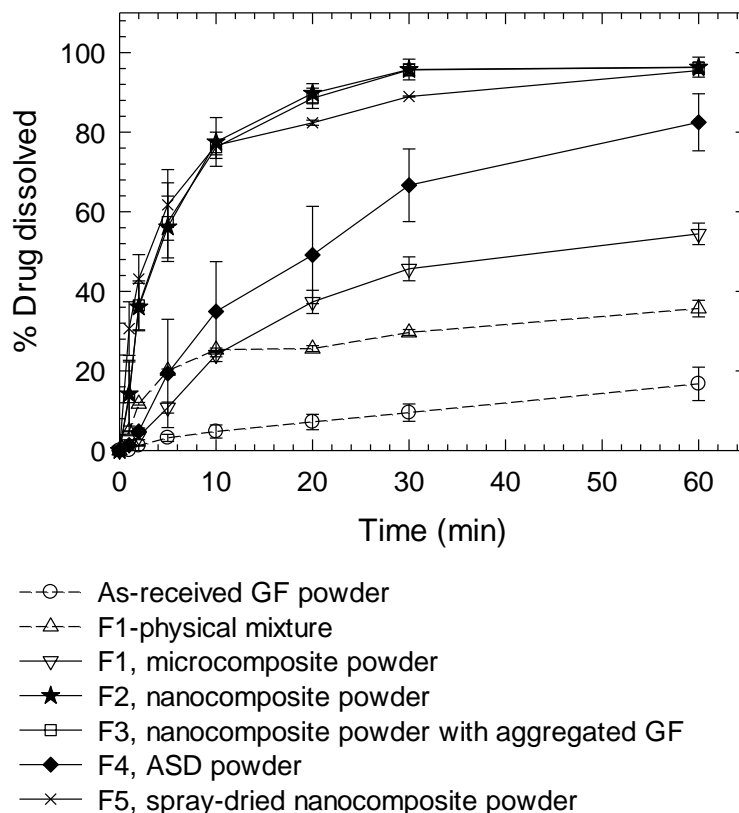 100
80
60
40
20
0
% Drug dissolved
0 10 20 30 40 50 60
Time (min)
As-received GF powder
F1-physical mixture
F1, microcomposite powder
F2, nanocomposite powder
F3, nanocomposite powder with aggregated GF
F4, ASD powder
F5, spray-dried nanocomposite powder